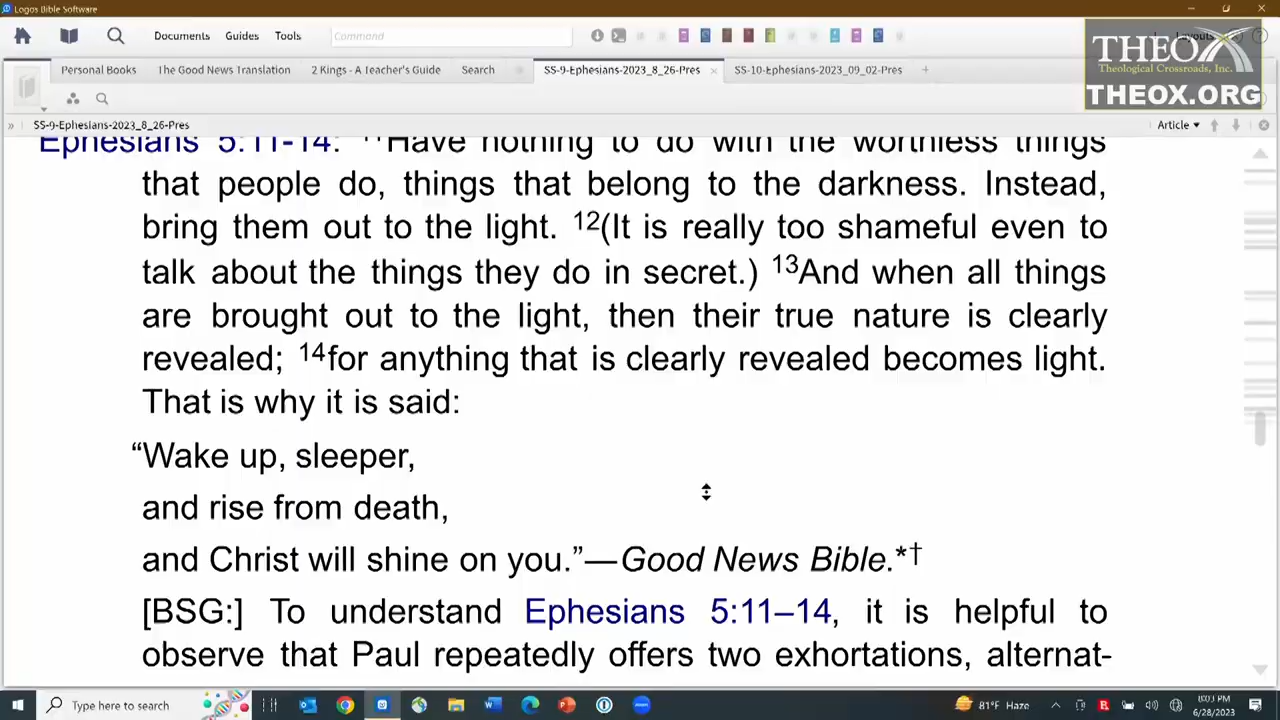 Logos Bible Software
Documents Guides Tools Command Layouts
THEOX
Theological Crossroads, Inc.
THEOX.ORG
Personal Books The Good News Translation 2 Kings - A Teacher ch SS-9-Ephesians-2023_8_26-Pres SS-10-Ephesians-2023_09_02-Pres
SS-9-Ephesians-2023_8_26-Pres Article
Ephesians 5:11-14: 11Have nothing to do with the worthless things
that people do, things that belong to the darkness. Instead,
bring them out to the light. 12(It is really too shameful even to
talk about the things they do in secret.) 13And when all things
are brought out to the light, then their true nature is clearly
revealed; 14for anything that is clearly revealed becomes light.
That is why it is said:
“Wake up, sleeper,
and rise from death,
and Christ will shine on you.”—Good News Bible.*†
[BSG:] To understand Ephesians 5:11–14, it is helpful to
observe that Paul repeatedly offers two exhortations, alternat-
Type here to search 81°F Haze 8:03 PM
6/28/2023